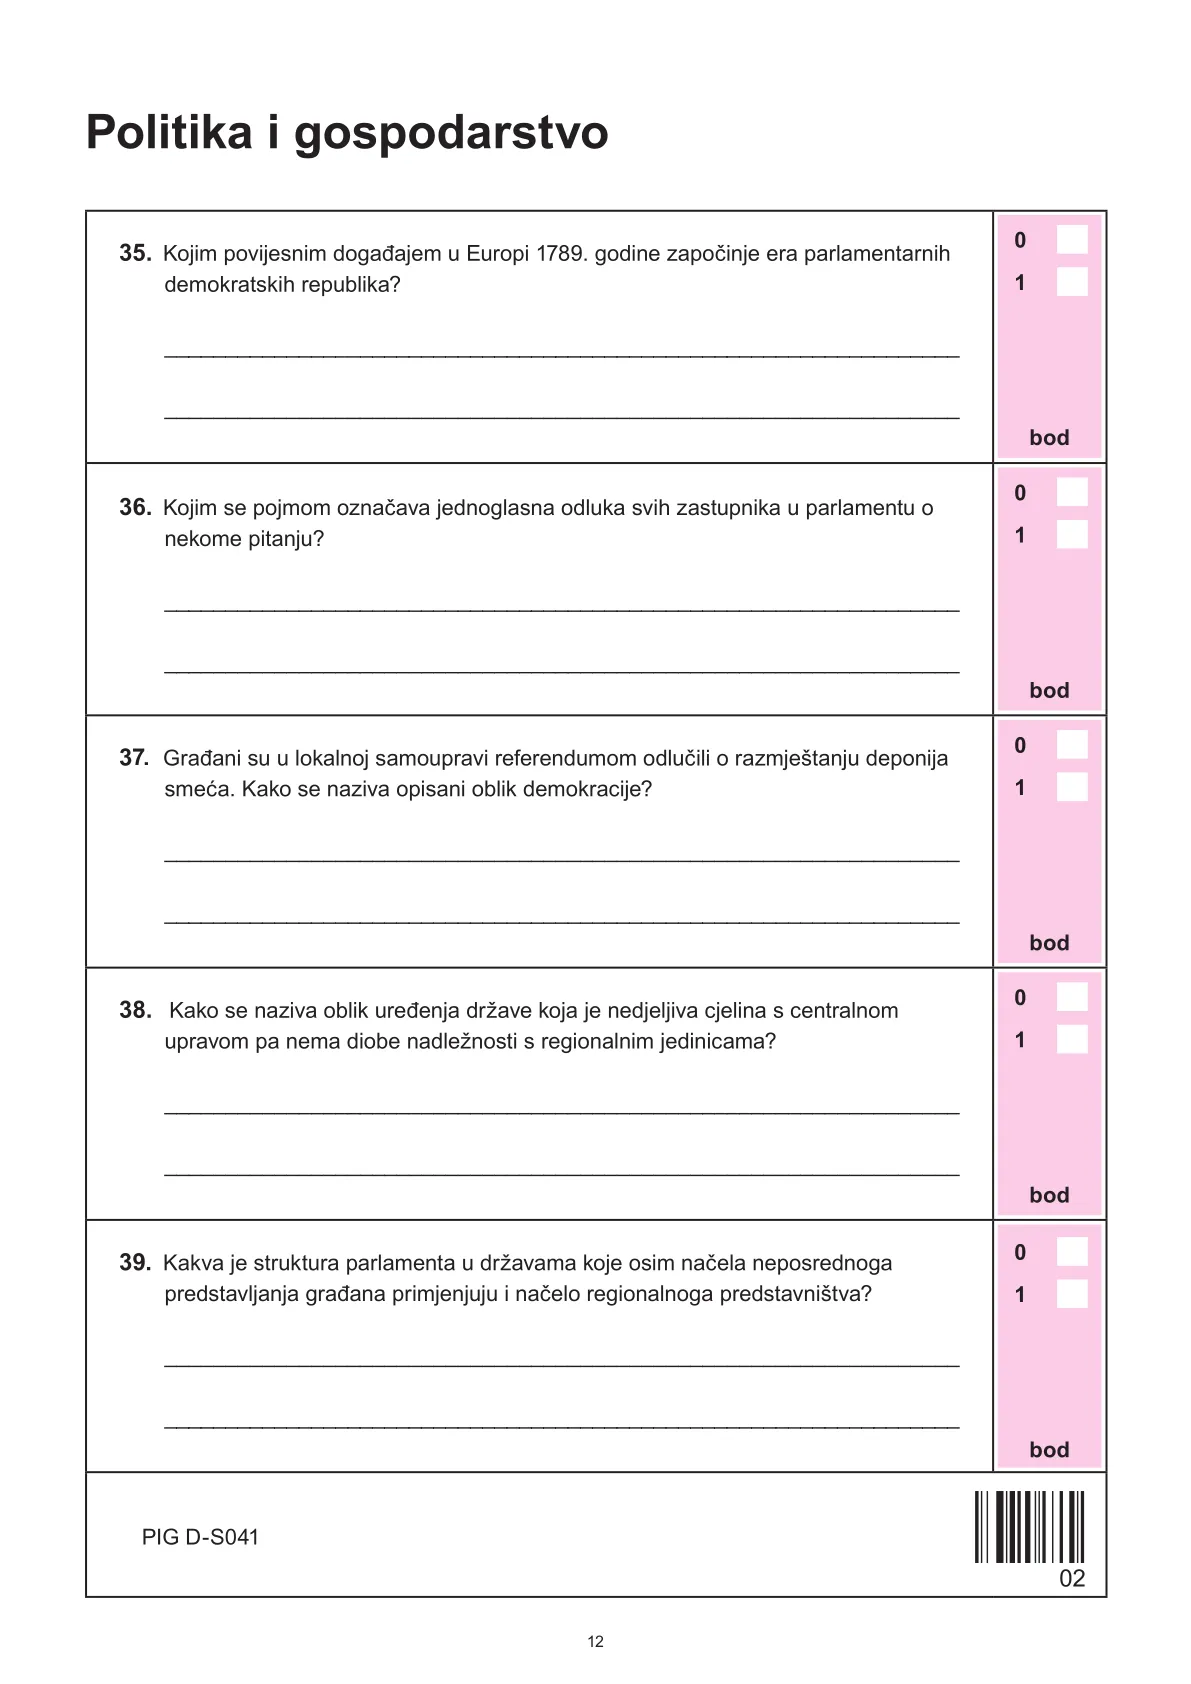 Politika i gospodarstvo
35. Kojim povijesnim događajem u Europi 1789. godine započinje era parlamentarnih
demokratskih republika?
0
1
bod
36. Kojim se pojmom označava jednoglasna odluka svih zastupnika u parlamentu o
nekome pitanju?
0
1
bod
37. Građani su u lokalnoj samoupravi referendumom odlučili o razmještanju deponija
smeća. Kako se naziva opisani oblik demokracije?
0
1
bod
38. Kako se naziva oblik uređenja države koja je nedjeljiva cjelina s centralnom
upravom pa nema diobe nadležnosti s regionalnim jedinicama?
0
1
bod
39. Kakva je struktura parlamenta u državama koje osim načela neposrednoga
predstavljanja građana primjenjuju i načelo regionalnoga predstavništva?
0
1
bod
PIG D-S041
02
12